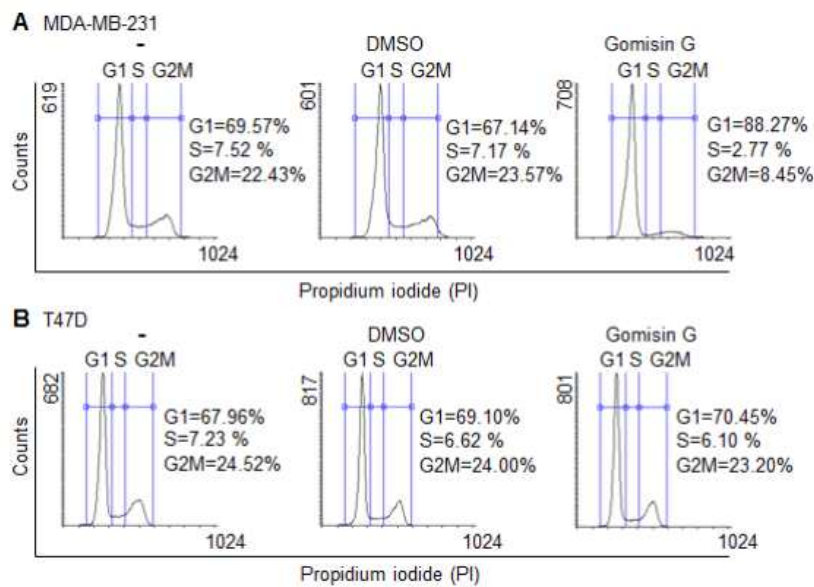 A MDA-MB-231
- DMSO Gomisin G
G1 S G2M G1 S G2M G1 S G2M
619 601 708
G1=69.57% G1=67.14% G1=88.27%
S=7.52 % S=7.17 % S=2.77 %
G2M=22.43% G2M=23.57% G2M=8.45%
Counts
1024 1024 1024
Propidium iodide (PI)
B T47D
- DMSO Gomisin G
G1 S G2M G1 S G2M G1 S G2M
682 817 801
G1=67.96% G1=69.10% G1=70.45%
S=7.23 % S=6.62 % S=6.10 %
G2M=24.52% G2M=24.00% G2M=23.20%
Counts
1024 1024 1024
Propidium iodide (PI)